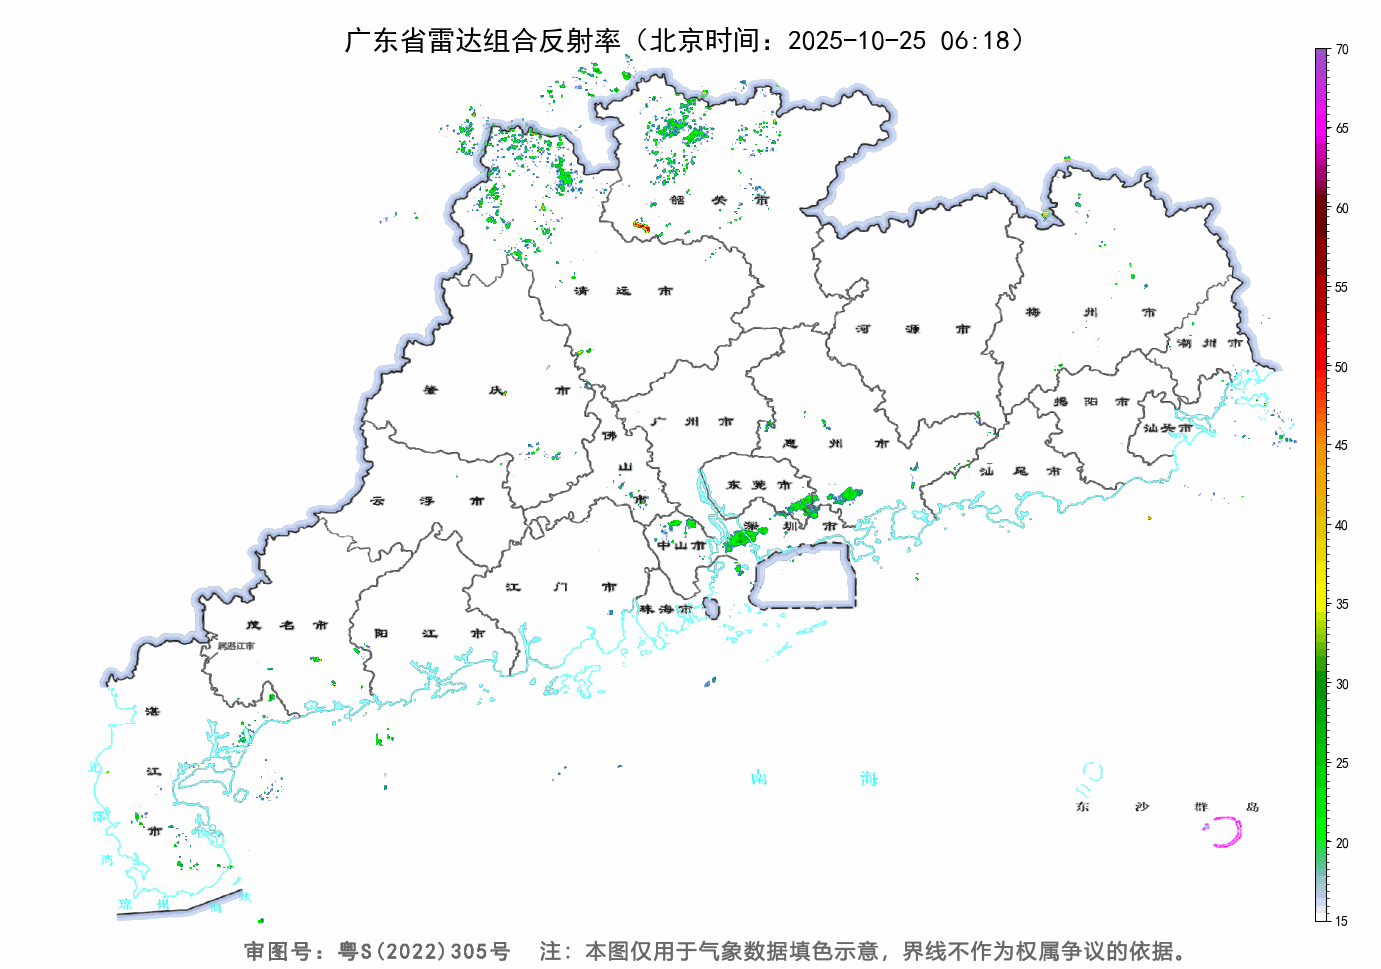 广东省雷达组合反射率（北京时间：2025-10-25 06:18）
70
65
60
55
50
45
40
35
30
25
20
15
韶关市
清远市
河源市
梅州市
潮州市
肇庆市
广州市
惠州市
揭阳市
汕头市
佛山市
东莞市
汕尾市
云浮市
深圳市
中山市
江门市
珠海市
茂名市
阳江市
属湛江市
湛江市
北部湾
南海
东沙群岛
琼州海峡
审图号：粤S(2022)305号 注：本图仅用于气象数据填色示意，界线不作为权属争议的依据。